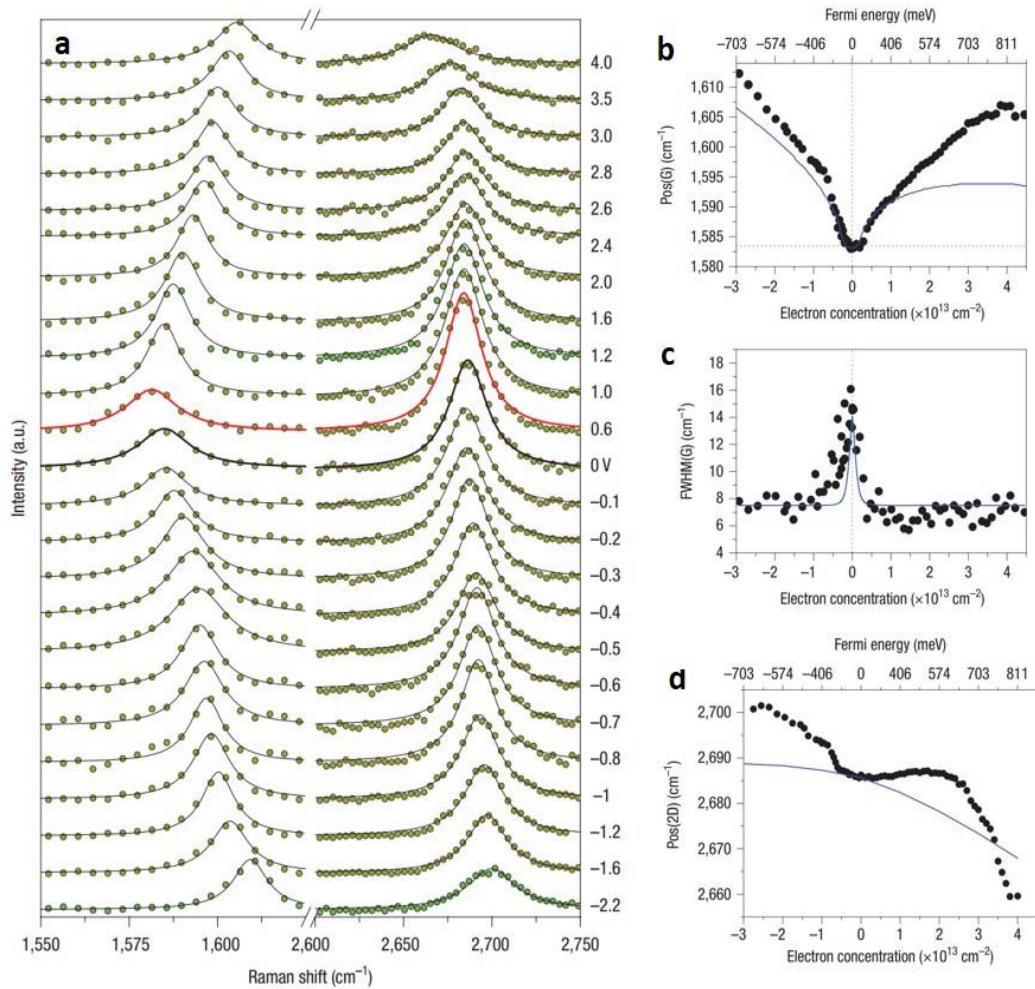 a
4.0
3.5
3.0
2.8
2.6
2.4
2.0
1.6
1.2
1.0
0.6
0 V
−0.1
−0.2
−0.3
−0.4
−0.5
−0.6
−0.7
−0.8
−1
−1.2
−1.6
−2.2
Intensity (a.u.)
1,550 1,575 1,600 2,600 2,600 2,650 2,700 2,750
Raman shift (cm−1)
b
Fermi energy (meV)
−703 −574 −406 0 406 574 703 811
1,610
1,605
1,600
1,595
1,590
1,583
1,580
Pos(G) (cm−1)
−3 −2 −1 0 1 2 3 4
Electron concentration (×10¹³ cm−2)
c
18
16
14
12
10
8
6
4
FWHM(G) (cm−1)
−3 −2 −1 0 1 2 3 4
Electron concentration (×10¹³ cm−2)
d
Fermi energy (meV)
−703 −574 −406 0 406 574 703 811
2,700
2,690
2,680
2,670
2,660
Pos(2D) (cm−1)
−3 −2 −1 0 1 2 3 4
Electron concentration (×10¹³ cm−2)